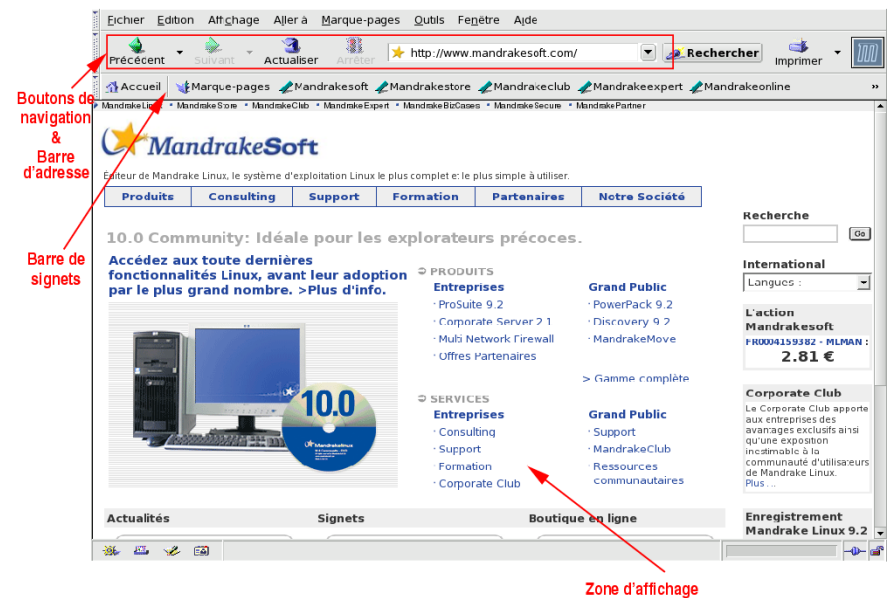 Fichier Edition Affichage Aller à Marque-pages Outils Fenêtre Aide
Précécent Suivant Actualiser Arrêter http://www.mandrakesoft.com/ Rechercher Imprimer
Accueil Marque-pages Mandrakesoft Mandrakestore Mandrakeclub Mandrakeexpert Mandrakeonline »
Boutons de
navigation
&
Barre
d'adresse
MandrakeLinux MandrakeStore MandrakeClub MandrakeExpert MandrakeBizCases MandrakeSecure MandrakePartner
MandrakeSoft
Éditeur de Mandrake Linux, le système d'exploitation Linux le plus complet et le plus simple à utiliser.
Produits Consulting Support Formation Partenaires Notre Société
Barre de
signets
10.0 Community: Idéale pour les explorateurs précoces.
Accédez aux toute dernières
fonctionnalités Linux, avant leur adoption
par le plus grand nombre. >Plus d'info.
10.0
Mandrakelinux
PRODUITS
Entreprises Grand Public
· ProSuite 9.2 · PowerPack 9.2
· Corporate Server 2.1 · Discovery 9.2
· Multi Network Firewall · MandrakeMove
· Offres Partenaires
> Gamme complète
SERVICES
Entreprises Grand Public
· Consulting · Support
· Support · MandrakeClub
· Formation · Ressources
communautaires
· Corporate Club
Recherche
Go
International
Langues :
L'action
Mandrakesoft
FR0004159382 - MLMAN :
2.81 €
Corporate Club
Le Corporate Club apporte
aux entreprises des
avantages exclusifs ainsi
qu'une exposition
inestimable à la
communauté d'utilisateurs
de Mandrake Linux.
Plus ...
Actualités Signets Boutique en ligne
Enregistrement
Mandrake Linux 9.2
Zone d'affichage